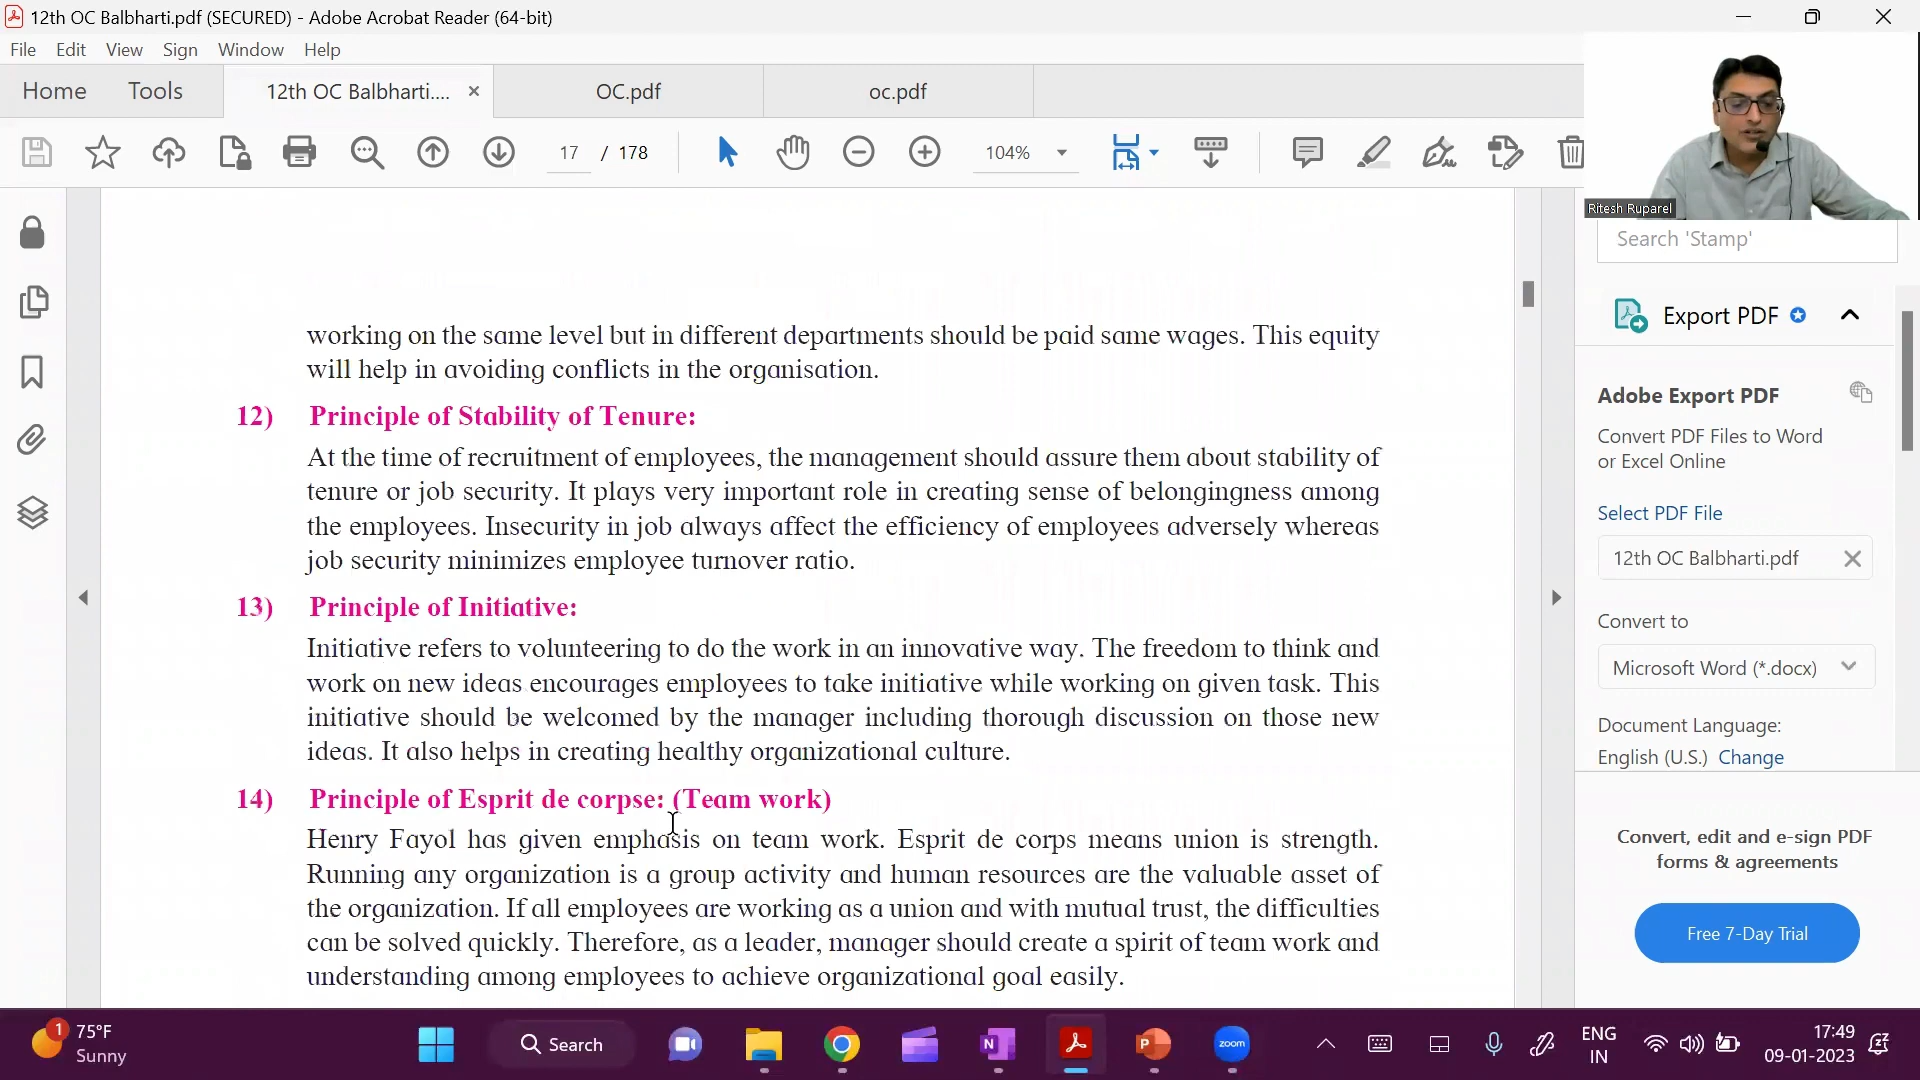 12th OC Balbharti.pdf (SECURED) - Adobe Acrobat Reader (64-bit)
File Edit View Sign Window Help
Home Tools 12th OC Balbharti.... OC.pdf oc.pdf
17 / 178 104%
Ritesh Ruparel
Search 'Stamp'
Export PDF
Adobe Export PDF
Convert PDF Files to Word
or Excel Online
Select PDF File
12th OC Balbharti.pdf
Convert to
Microsoft Word (*.docx)
Document Language:
English (U.S.) Change
Convert, edit and e-sign PDF
forms & agreements
Free 7-Day Trial
working on the same level but in different departments should be paid same wages. This equity
will help in avoiding conflicts in the organisation.
12) Principle of Stability of Tenure:
At the time of recruitment of employees, the management should assure them about stability of
tenure or job security. It plays very important role in creating sense of belongingness among
the employees. Insecurity in job always affect the efficiency of employees adversely whereas
job security minimizes employee turnover ratio.
13) Principle of Initiative:
Initiative refers to volunteering to do the work in an innovative way. The freedom to think and
work on new ideas encourages employees to take initiative while working on given task. This
initiative should be welcomed by the manager including thorough discussion on those new
ideas. It also helps in creating healthy organizational culture.
14) Principle of Esprit de corpse: (Team work)
Henry Fayol has given emphasis on team work. Esprit de corps means union is strength.
Running any organization is a group activity and human resources are the valuable asset of
the organization. If all employees are working as a union and with mutual trust, the difficulties
can be solved quickly. Therefore, as a leader, manager should create a spirit of team work and
understanding among employees to achieve organizational goal easily.
1
75°F
Sunny
Search
N
P
zoom
ENG
IN
17:49
09-01-2023